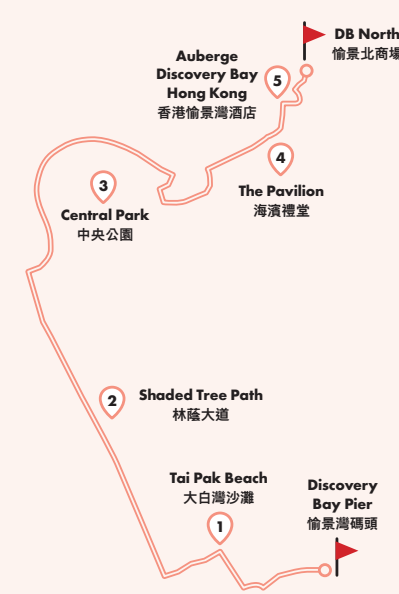 DB North
愉景北商場
Auberge
Discovery Bay
Hong Kong
香港愉景灣酒店
5
4
The Pavilion
海濱禮堂
3
Central Park
中央公園
2
Shaded Tree Path
林蔭大道
Tai Pak Beach
大白灣沙灘
1
Discovery
Bay Pier
愉景灣碼頭